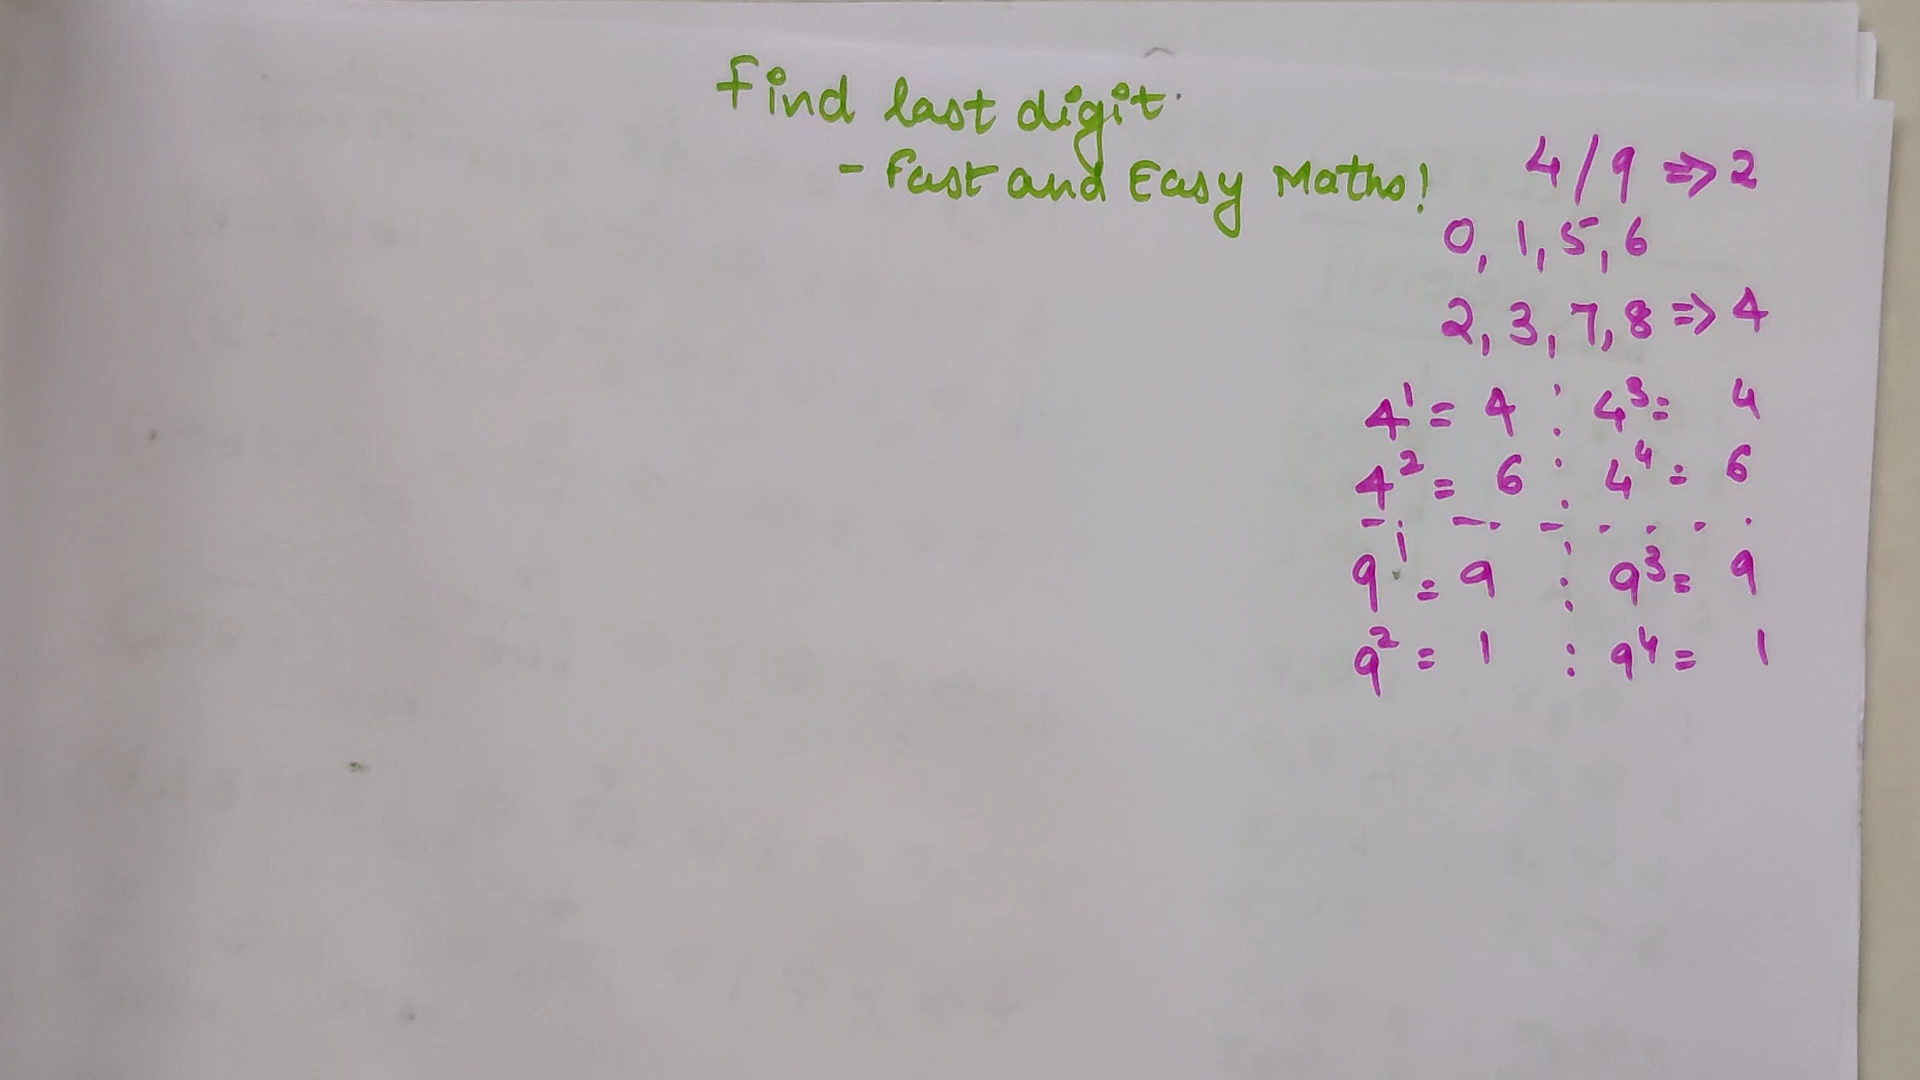 Find last digit.
- Fast and Easy Maths!
4/9 => 2
0, 1, 5, 6
2, 3, 7, 8 => 4
4¹ = 4 : 4³ = 4
4² = 6 : 4⁴ = 6
9¹ = 9 : 9³ = 9
9² = 1 : 9⁴ = 1